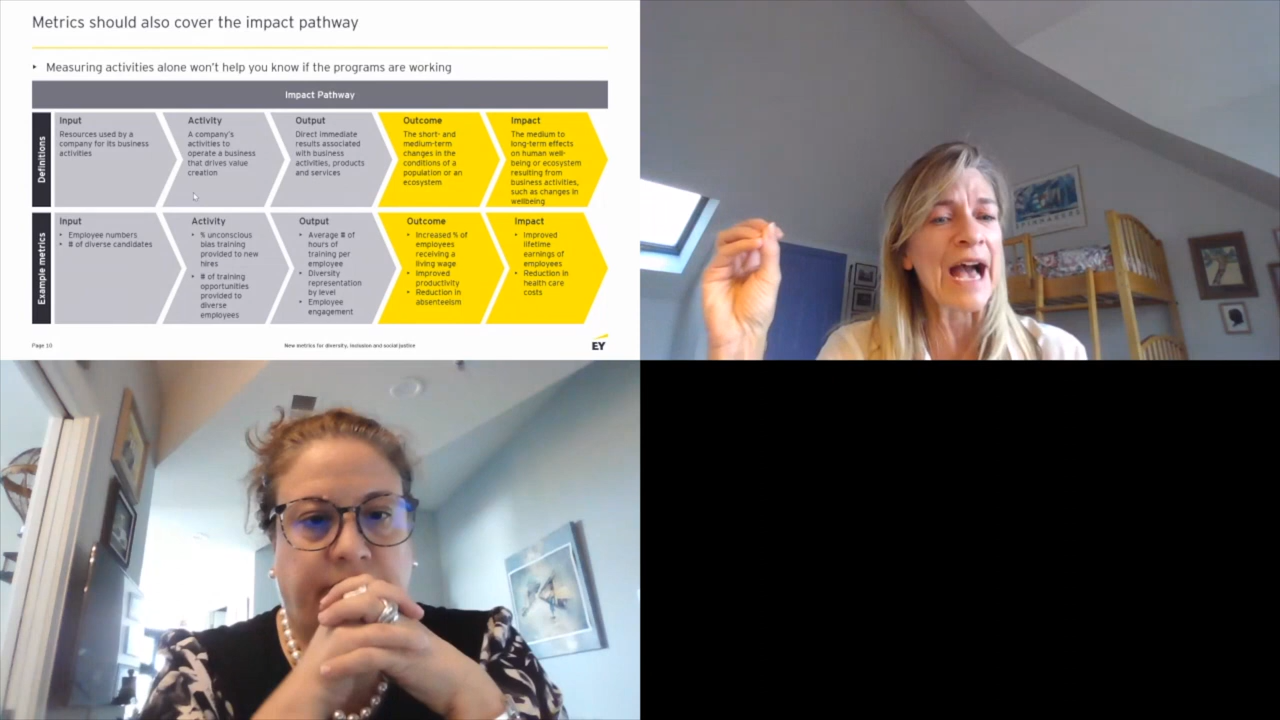 Metrics should also cover the impact pathway
‣ Measuring activities alone won't help you know if the programs are working
Impact Pathway
Definitions
Input
Resources used by a
company for its business
activities
Activity
A company's
activities to
operate a business
that drives value
creation
Output
Direct immediate
results associated
with business
activities, products
and services
Outcome
The short- and
medium-term
changes in the
conditions of a
population or an
ecosystem
Impact
The medium to
long-term effects
on human well-
being or ecosystem
resulting from
business activities,
such as changes in
wellbeing
Example metrics
Input
• Employee numbers
• # of diverse candidates
Activity
• % unconscious
bias training
provided to new
hires
• # of training
opportunities
provided to
diverse
employees
Output
• Average # of
hours of
training per
employee
• Diversity
representation
by level
• Employee
engagement
Outcome
• Increased % of
employees
receiving a
living wage
• Improved
productivity
• Reduction in
absenteeism
Impact
• Improved
lifetime
earnings of
employees
• Reduction in
health care
costs
Page 10
New metrics for diversity, inclusion and social justice
EY